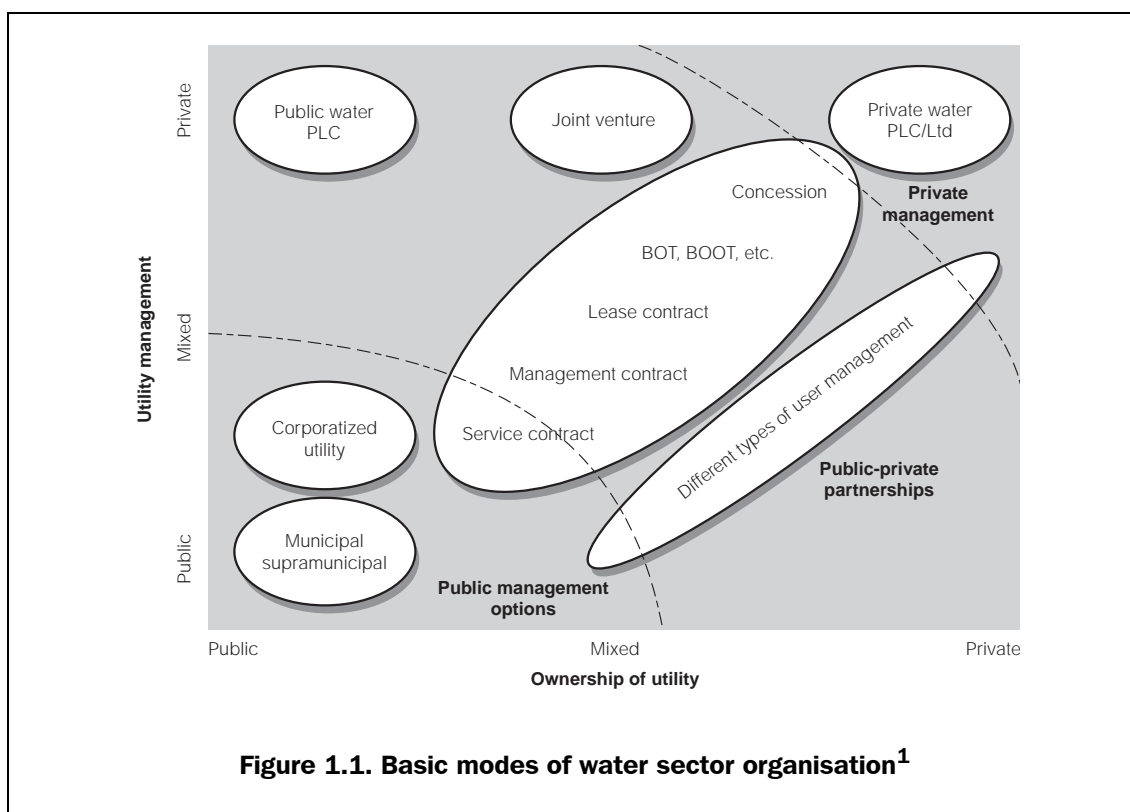 Private
Public water
PLC
Joint venture
Private water
PLC/Ltd
Concession
Private
management
BOT, BOOT, etc.
Utility management
Mixed
Lease contract
Management contract
Different types of user management
Corporatized
utility
Service contract
Public-private
partnerships
Public
Municipal
supramunicipal
Public management
options
Public
Mixed
Private
Ownership of utility
Figure 1.1. Basic modes of water sector organisation1